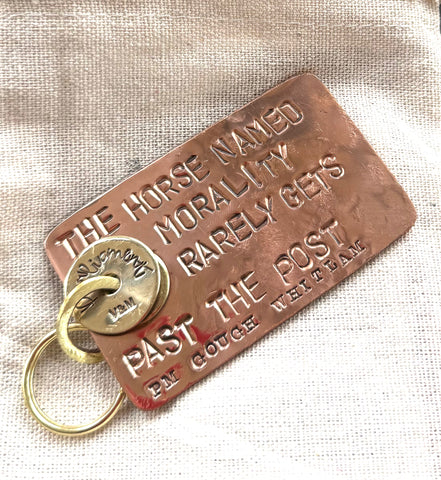 THE HORSE NAMED
MORALITY
RARELY GETS
PAST THE POST
PM GOUGH WHITLAM